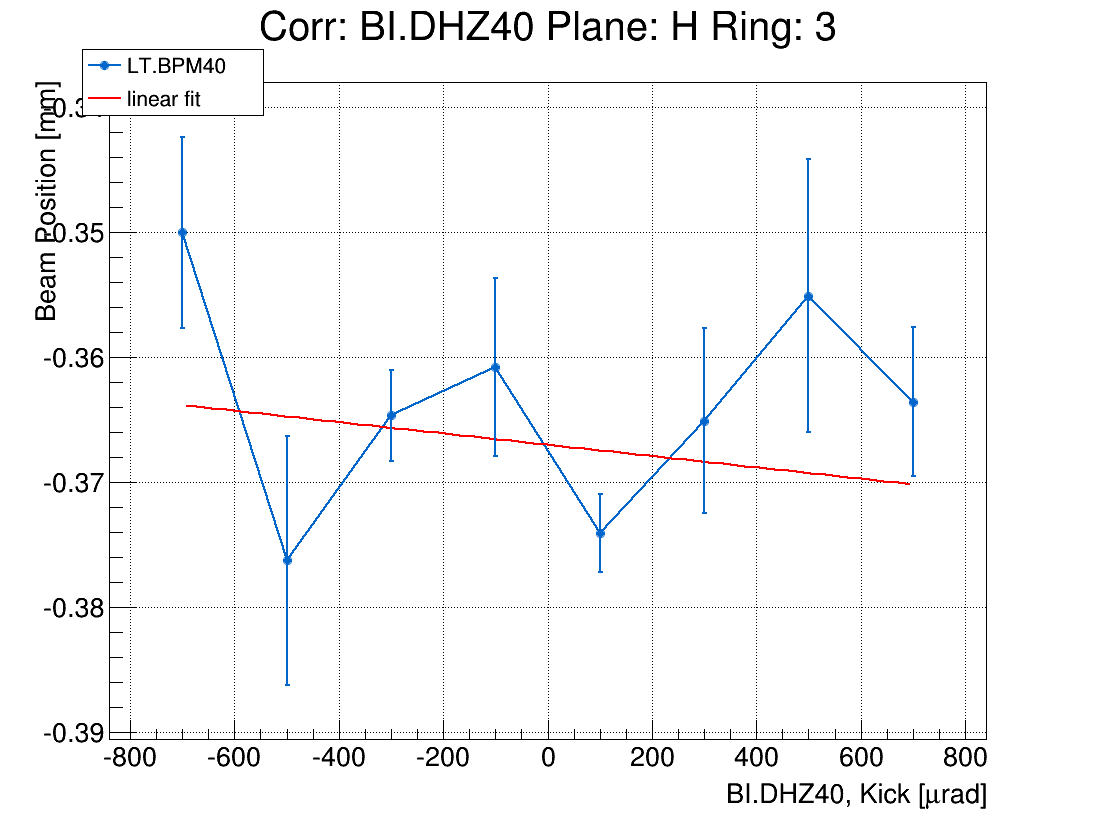 Corr: BI.DHZ40 Plane: H Ring: 3
LT.BPM40
linear fit
Beam Position [mm]
-0.35
-0.36
-0.37
-0.38
-0.39
-800 -600 -400 -200 0 200 400 600 800
BI.DHZ40, Kick [μrad]